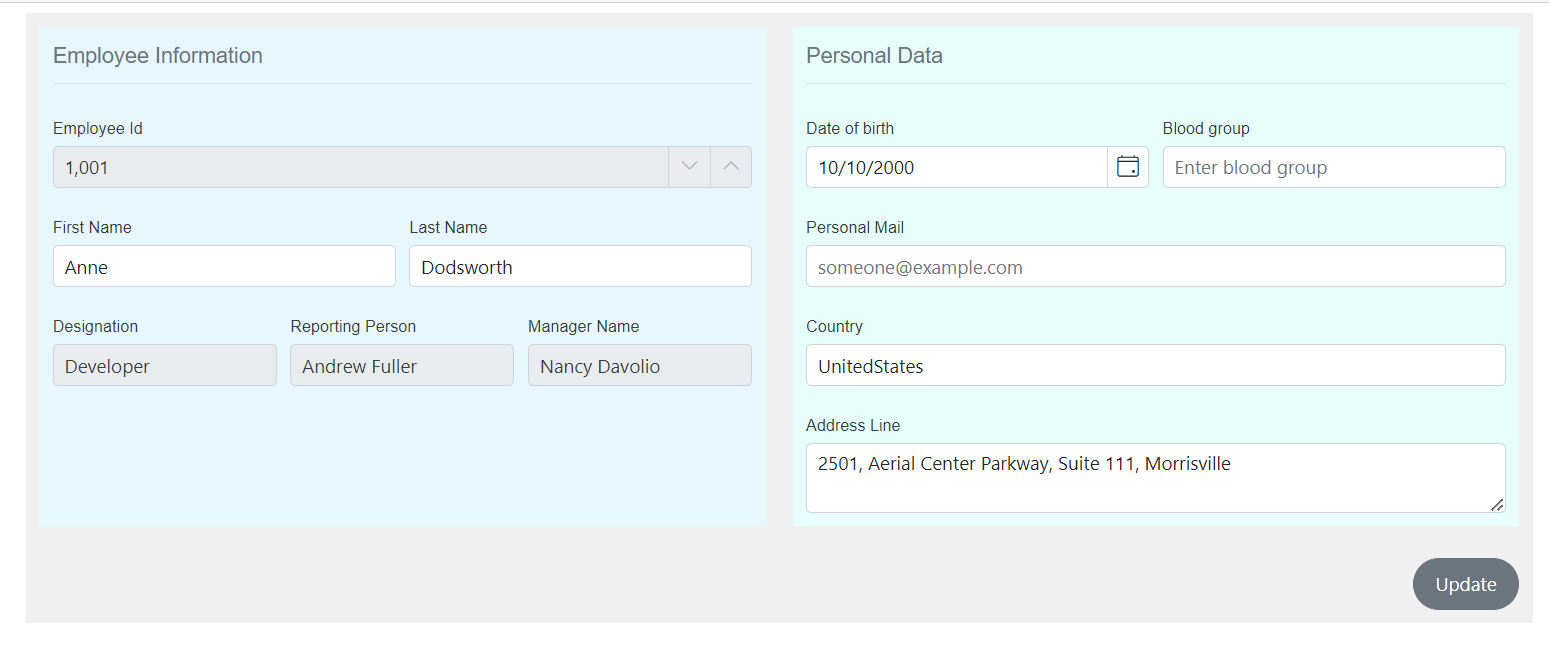 Employee Information
Employee Id
1,001
First Name Last Name
Anne Dodsworth
Designation Reporting Person Manager Name
Developer Andrew Fuller Nancy Davolio
Personal Data
Date of birth Blood group
10/10/2000 Enter blood group
Personal Mail
someone@example.com
Country
UnitedStates
Address Line
2501, Aerial Center Parkway, Suite 111, Morrisville
Update